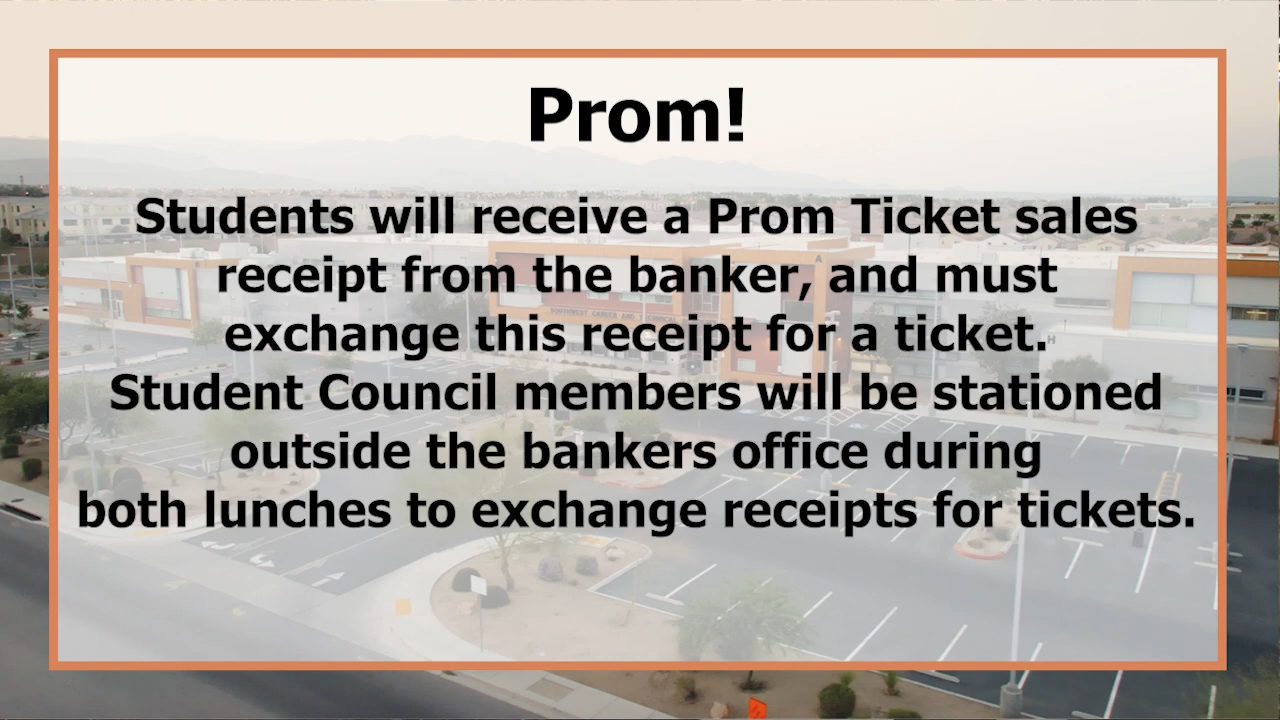 Prom!
Students will receive a Prom Ticket sales
receipt from the banker, and must
exchange this receipt for a ticket.
Student Council members will be stationed
outside the bankers office during
both lunches to exchange receipts for tickets.